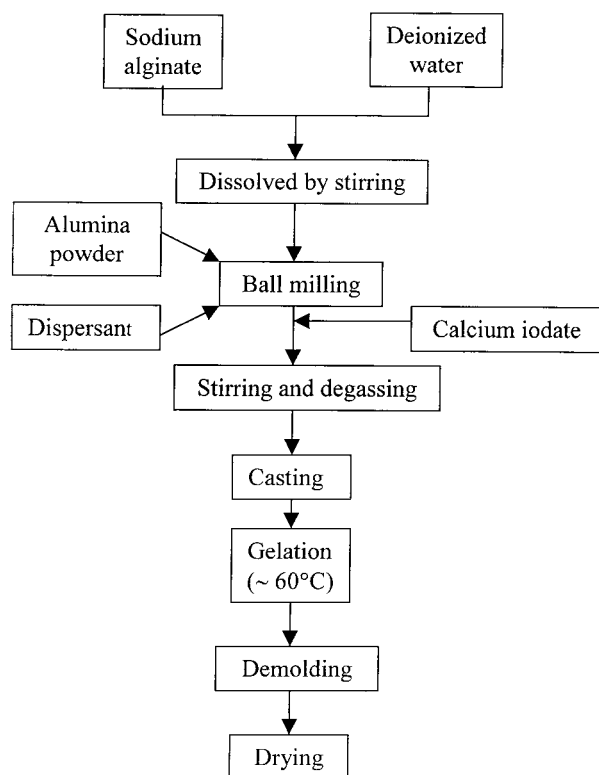 Sodium
alginate
Deionized
water
Dissolved by stirring
Alumina
powder
Ball milling
Dispersant
Calcium iodate
Stirring and degassing
Casting
Gelation
(~ 60°C)
Demolding
Drying